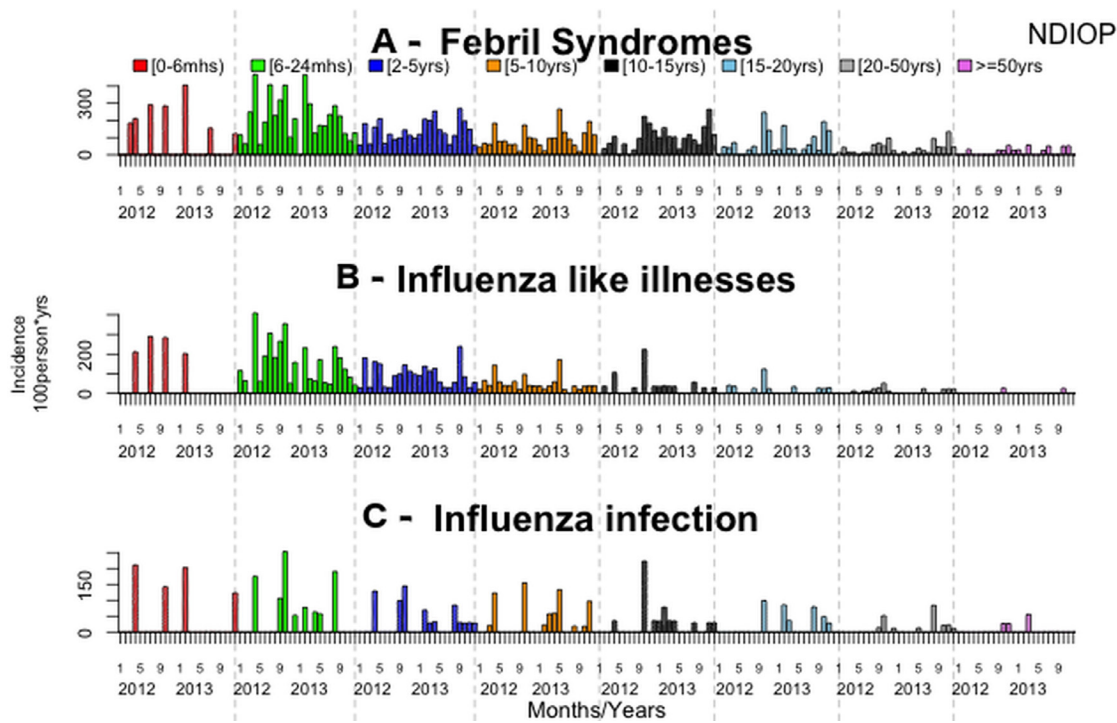 A - Febril Syndromes
NDIOP
[0-6mhs) [6-24mhs) [2-5yrs) [5-10yrs) [10-15yrs) [15-20yrs) [20-50yrs) >=50yrs
300
0
1 5 9 1 5 9 1 5 9 1 5 9 1 5 9 1 5 9 1 5 9 1 5 9 1 5 9 1 5 9 1 5 9 1 5 9 1 5 9 1 5 9 1 5 9 1 5 9
2012 2013 2012 2013 2012 2013 2012 2013 2012 2013 2012 2013 2012 2013 2012 2013
B - Influenza like illnesses
Incidence
100person*yrs
200
0
1 5 9 1 5 9 1 5 9 1 5 9 1 5 9 1 5 9 1 5 9 1 5 9 1 5 9 1 5 9 1 5 9 1 5 9 1 5 9 1 5 9 1 5 9 1 5 9
2012 2013 2012 2013 2012 2013 2012 2013 2012 2013 2012 2013 2012 2013 2012 2013
C - Influenza infection
150
0
1 5 9 1 5 9 1 5 9 1 5 9 1 5 9 1 5 9 1 5 9 1 5 9 1 5 9 1 5 9 1 5 9 1 5 9 1 5 9 1 5 9 1 5 9 1 5 9
2012 2013 2012 2013 2012 2013 2012 2013 2012 2013 2012 2013 2012 2013 2012 2013
Months/Years